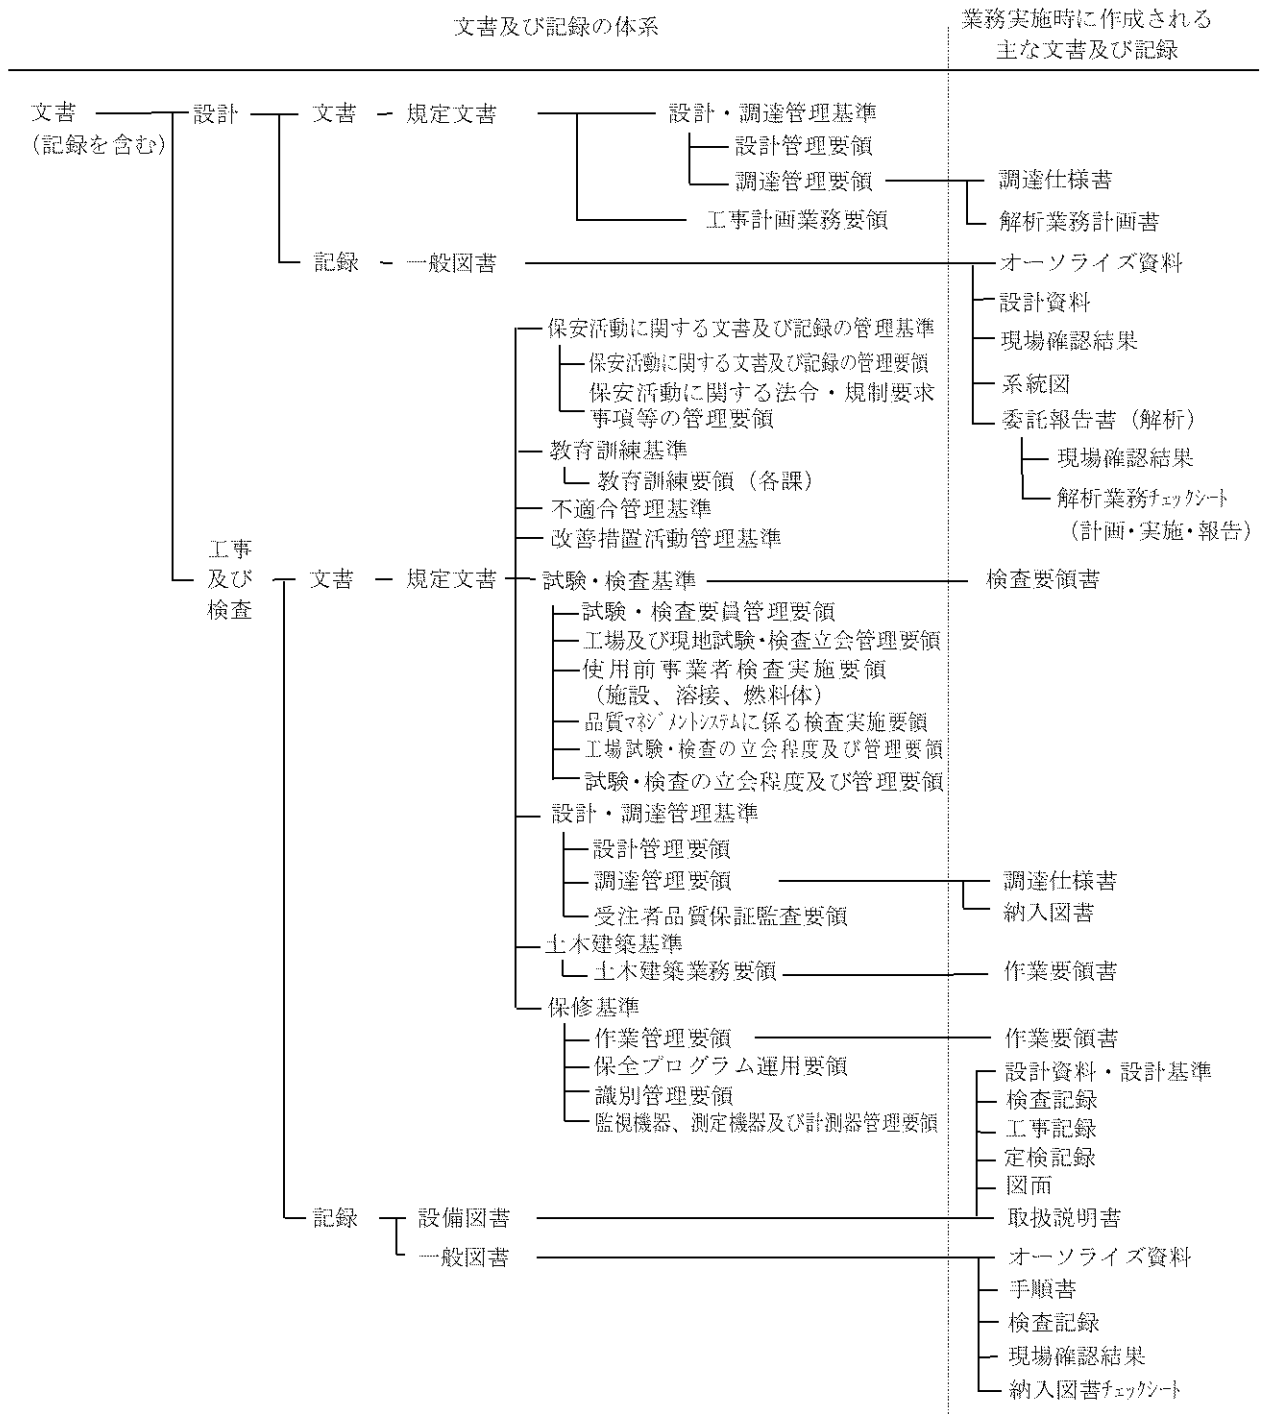 文書及び記録の体系
業務実施時に作成される
主な文書及び記録
文書
(記録を含む)
設計
文書
規定文書
設計・調達管理基準
設計管理要領
調達管理要領
調達仕様書
工事計画業務要領
解析業務計画書
記録
一般図書
オーソライズ資料
設計資料
現場確認結果
系統図
委託報告書（解析）
現場確認結果
解析業務ﾁｪｯｸｼｰﾄ
（計画・実施・報告）
保安活動に関する文書及び記録の管理基準
保安活動に関する文書及び記録の管理要領
保安活動に関する法令・規制要求
事項等の管理要領
教育訓練基準
教育訓練要領（各課）
不適合管理基準
改善措置活動管理基準
工事
及び
検査
文書
規定文書
試験・検査基準
検査要領書
試験・検査要員管理要領
工場及び現地試験・検査立会管理要領
使用前事業者検査実施要領
（施設、溶接、燃料体）
品質ﾏﾈｼﾞﾒﾝﾄｼｽﾃﾑに係る検査実施要領
工場試験・検査の立会程度及び管理要領
試験・検査の立会程度及び管理要領
設計・調達管理基準
設計管理要領
調達管理要領
調達仕様書
納入図書
受注者品質保証監査要領
土木建築基準
土木建築業務要領
作業要領書
保修基準
作業管理要領
作業要領書
保全プログラム運用要領
識別管理要領
監視機器、測定機器及び計測器管理要領
設計資料・設計基準
検査記録
工事記録
定検記録
図面
記録
設備図書
取扱説明書
一般図書
オーソライズ資料
手順書
検査記録
現場確認結果
納入図書ﾁｪｯｸｼｰﾄ